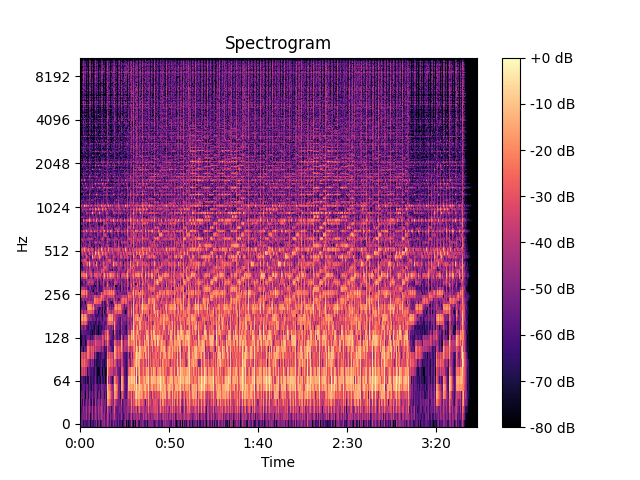 Spectrogram
8192
4096
2048
1024
512
256
128
64
0
Hz
0:00 0:50 1:40 2:30 3:20
Time
+0 dB
-10 dB
-20 dB
-30 dB
-40 dB
-50 dB
-60 dB
-70 dB
-80 dB